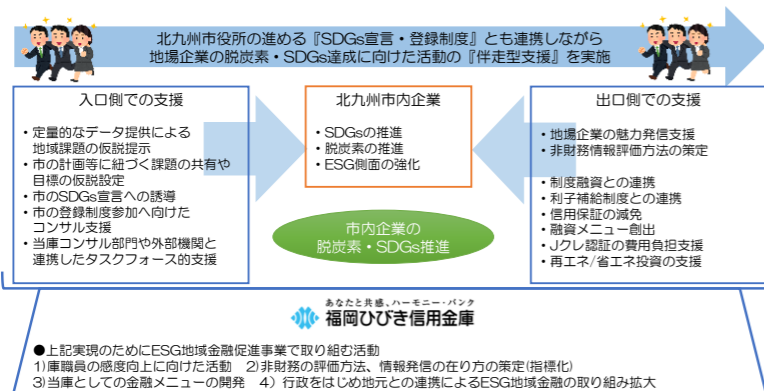 北九州市役所の進める『SDGs宣言・登録制度』とも連携しながら
地場企業の脱炭素・SDGs達成に向けた活動の『伴走型支援』を実施
入口側での支援
・定量的なデータ提供による
地域課題の仮説提示
・市の計画等に紐づく課題の共有や
目標の仮説設定
・市のSDGs宣言への誘導
・市の登録制度参加へ向けた
コンサル支援
・当庫コンサル部門や外部機関と
連携したタスクフォース的支援
北九州市内企業
・SDGsの推進
・脱炭素の推進
・ESG側面の強化
出口側での支援
・地場企業の魅力発信支援
・非財務情報評価方法の策定
・制度融資との連携
・利子補給制度との連携
・信用保証の減免
・融資メニュー創出
・Jクレ認証の費用負担支援
・再エネ/省エネ投資の支援
市内企業の
脱炭素・SDGs推進
あなたと共感、ハーモニー・バンク
福岡ひびき信用金庫
●上記実現のためにESG地域金融促進事業で取り組む活動
1)庫職員の感度向上に向けた活動 2)非財務の評価方法、情報発信の在り方の策定(指標化)
3)当庫としての金融メニューの開発 4) 行政をはじめ地元との連携によるESG地域金融の取り組み拡大